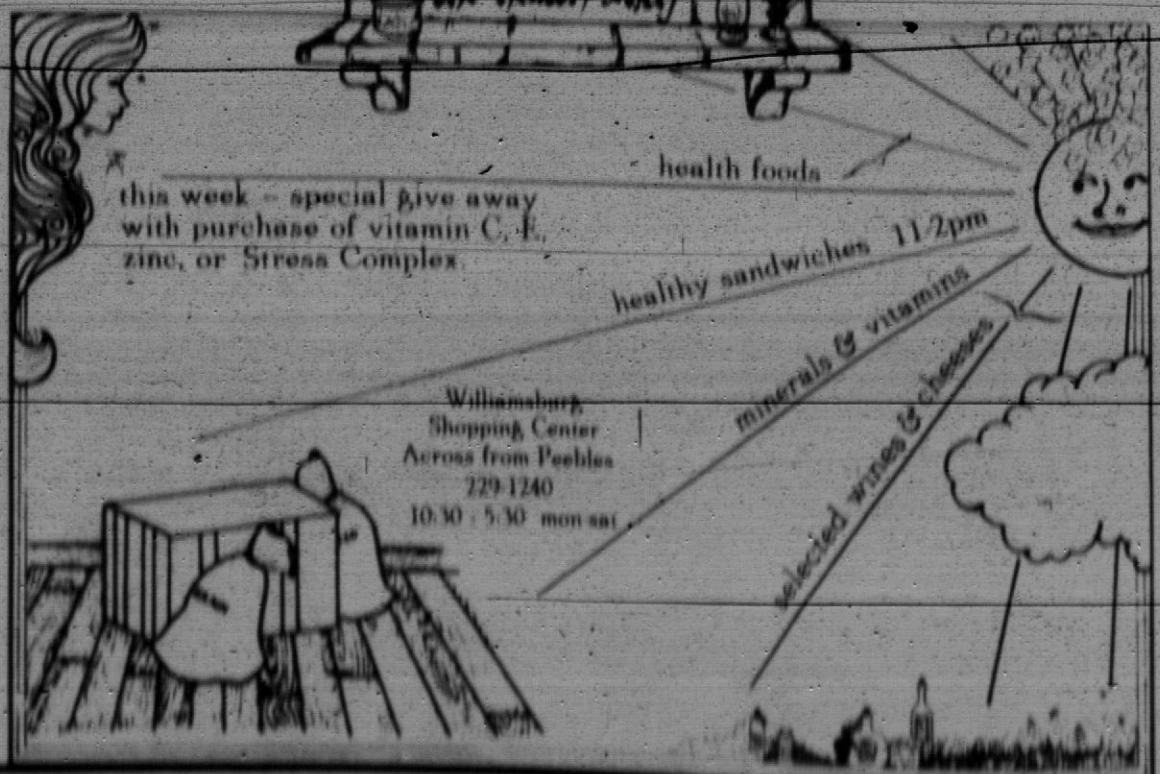 health foods
this week - special give away
with purchase of vitamin C, E,
zinc, or Stress Complex.
healthy sandwiches 11-2pm
minerals & vitamins
selected wines & cheeses
Williamsburg
Shopping Center
Across from Peebles
229-1240
10:30 - 5:30 mon-sat